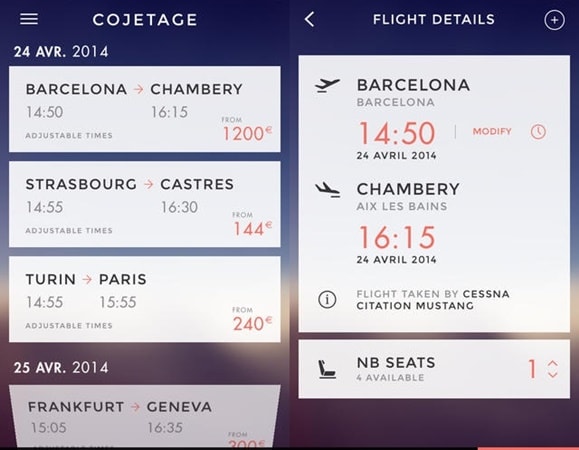 COJETAGE
24 AVR. 2014
BARCELONA → CHAMBERY
14:50 16:15
FROM
ADJUSTABLE TIMES 1200€
STRASBOURG → CASTRES
14:55 16:30
FROM
ADJUSTABLE TIMES 144€
TURIN → PARIS
14:55 15:55
FROM
ADJUSTABLE TIMES 240€
25 AVR. 2014
FRANKFURT → GENEVA
15:05 16:35
FROM
300€
FLIGHT DETAILS
BARCELONA
BARCELONA
14:50 MODIFY
24 AVRIL 2014
CHAMBERY
AIX LES BAINS
16:15
24 AVRIL 2014
FLIGHT TAKEN BY CESSNA
CITATION MUSTANG
NB SEATS 1
4 AVAILABLE